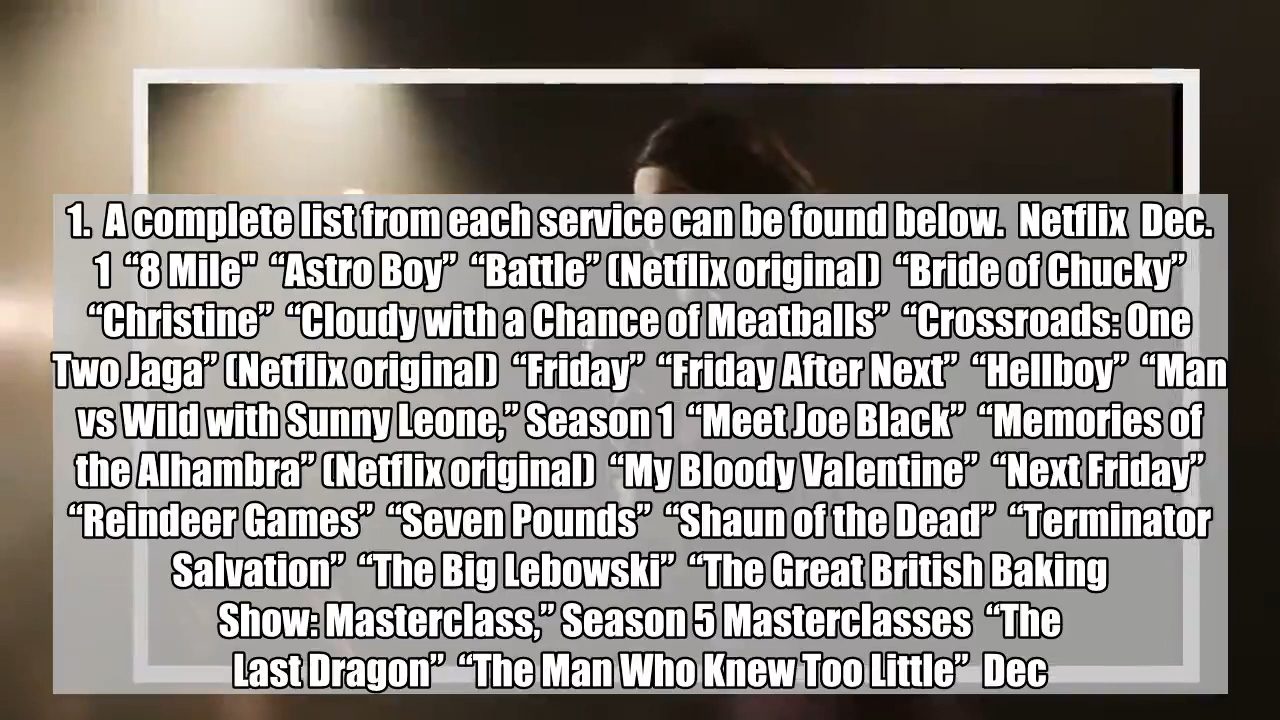 1.  A complete list from each service can be found below.  Netflix  Dec.
1  “8 Mile"  “Astro Boy”  “Battle” (Netflix original)  “Bride of Chucky”
“Christine”  “Cloudy with a Chance of Meatballs”  “Crossroads: One
Two Jaga” (Netflix original)  “Friday”  “Friday After Next”  “Hellboy”  “Man
vs Wild with Sunny Leone,” Season 1  “Meet Joe Black”  “Memories of
the Alhambra” (Netflix original)  “My Bloody Valentine”  “Next Friday”
“Reindeer Games”  “Seven Pounds”  “Shaun of the Dead”  “Terminator
Salvation”  “The Big Lebowski”  “The Great British Baking
Show: Masterclass,” Season 5 Masterclasses  “The
Last Dragon”  “The Man Who Knew Too Little”  Dec